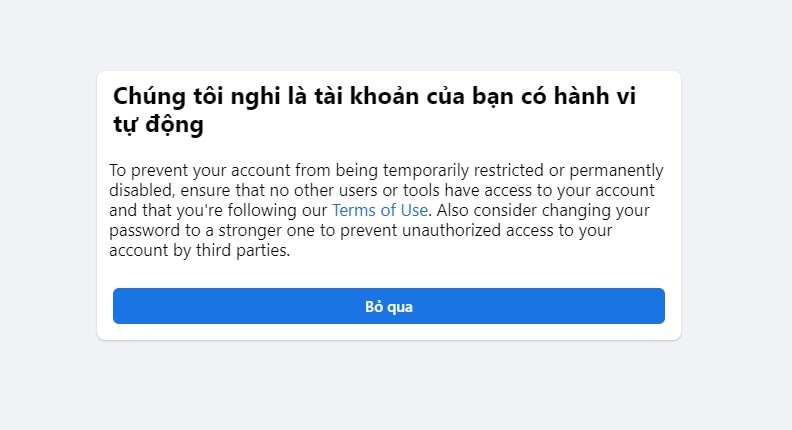 Chúng tôi nghi là tài khoản của bạn có hành vi
tự động
To prevent your account from being temporarily restricted or permanently
disabled, ensure that no other users or tools have access to your account
and that you're following our Terms of Use. Also consider changing your
password to a stronger one to prevent unauthorized access to your
account by third parties.
Bỏ qua